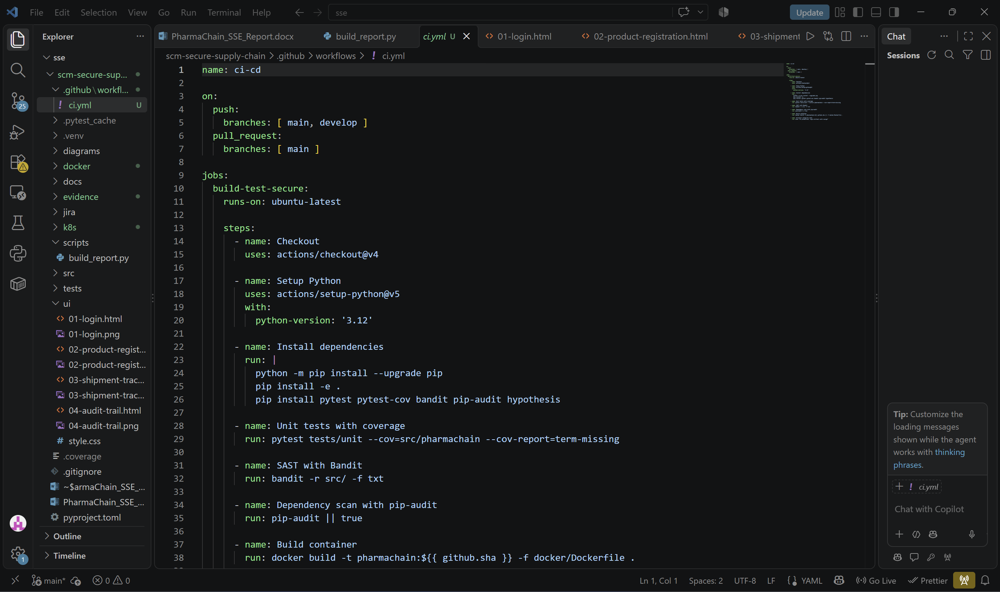 File Edit Selection View Go Run Terminal Help
sse
Update
Explorer
sse
scm-secure-sup...
.github\workfl...
! ci.yml U
.pytest_cache
.venv
diagrams
docker
docs
evidence
jira
k8s
scripts
build_report.py
src
tests
ui
01-login.html
01-login.png
02-product-regist...
02-product-regist...
03-shipment-trac...
03-shipment-trac...
04-audit-trail.html
04-audit-trail.png
# style.css
.coverage
.gitignore
~$armaChain_SSE_...
PharmaChain_SSE_...
pyproject.toml
Outline
Timeline
25
1
PharmaChain_SSE_Report.docx build_report.py ci.yml U 01-login.html 02-product-registration.html 03-shipment
scm-secure-supply-chain > .github > workflows > ! ci.yml
1 name: ci-cd
2
3 on:
4 push:
5 branches: [ main, develop ]
6 pull_request:
7 branches: [ main ]
8
9 jobs:
10 build-test-secure:
11 runs-on: ubuntu-latest
12
13 steps:
14 - name: Checkout
15 uses: actions/checkout@v4
16
17 - name: Setup Python
18 uses: actions/setup-python@v5
19 with:
20 python-version: '3.12'
21
22 - name: Install dependencies
23 run: |
24 python -m pip install --upgrade pip
25 pip install -e .
26 pip install pytest pytest-cov bandit pip-audit hypothesis
27
28 - name: Unit tests with coverage
29 run: pytest tests/unit --cov=src/pharmachain --cov-report=term-missing
30
31 - name: SAST with Bandit
32 run: bandit -r src/ -f txt
33
34 - name: Dependency scan with pip-audit
35 run: pip-audit || true
36
37 - name: Build container
38 run: docker build -t pharmachain:${{ github.sha }} -f docker/Dockerfile .
Chat
Sessions
Tip: Customize the
loading messages
shown while the agent
works with thinking
phrases.
! ci.yml
Chat with Copilot
main* 0 0
Ln 1, Col 1 Spaces: 2 UTF-8 LF YAML Go Live Prettier